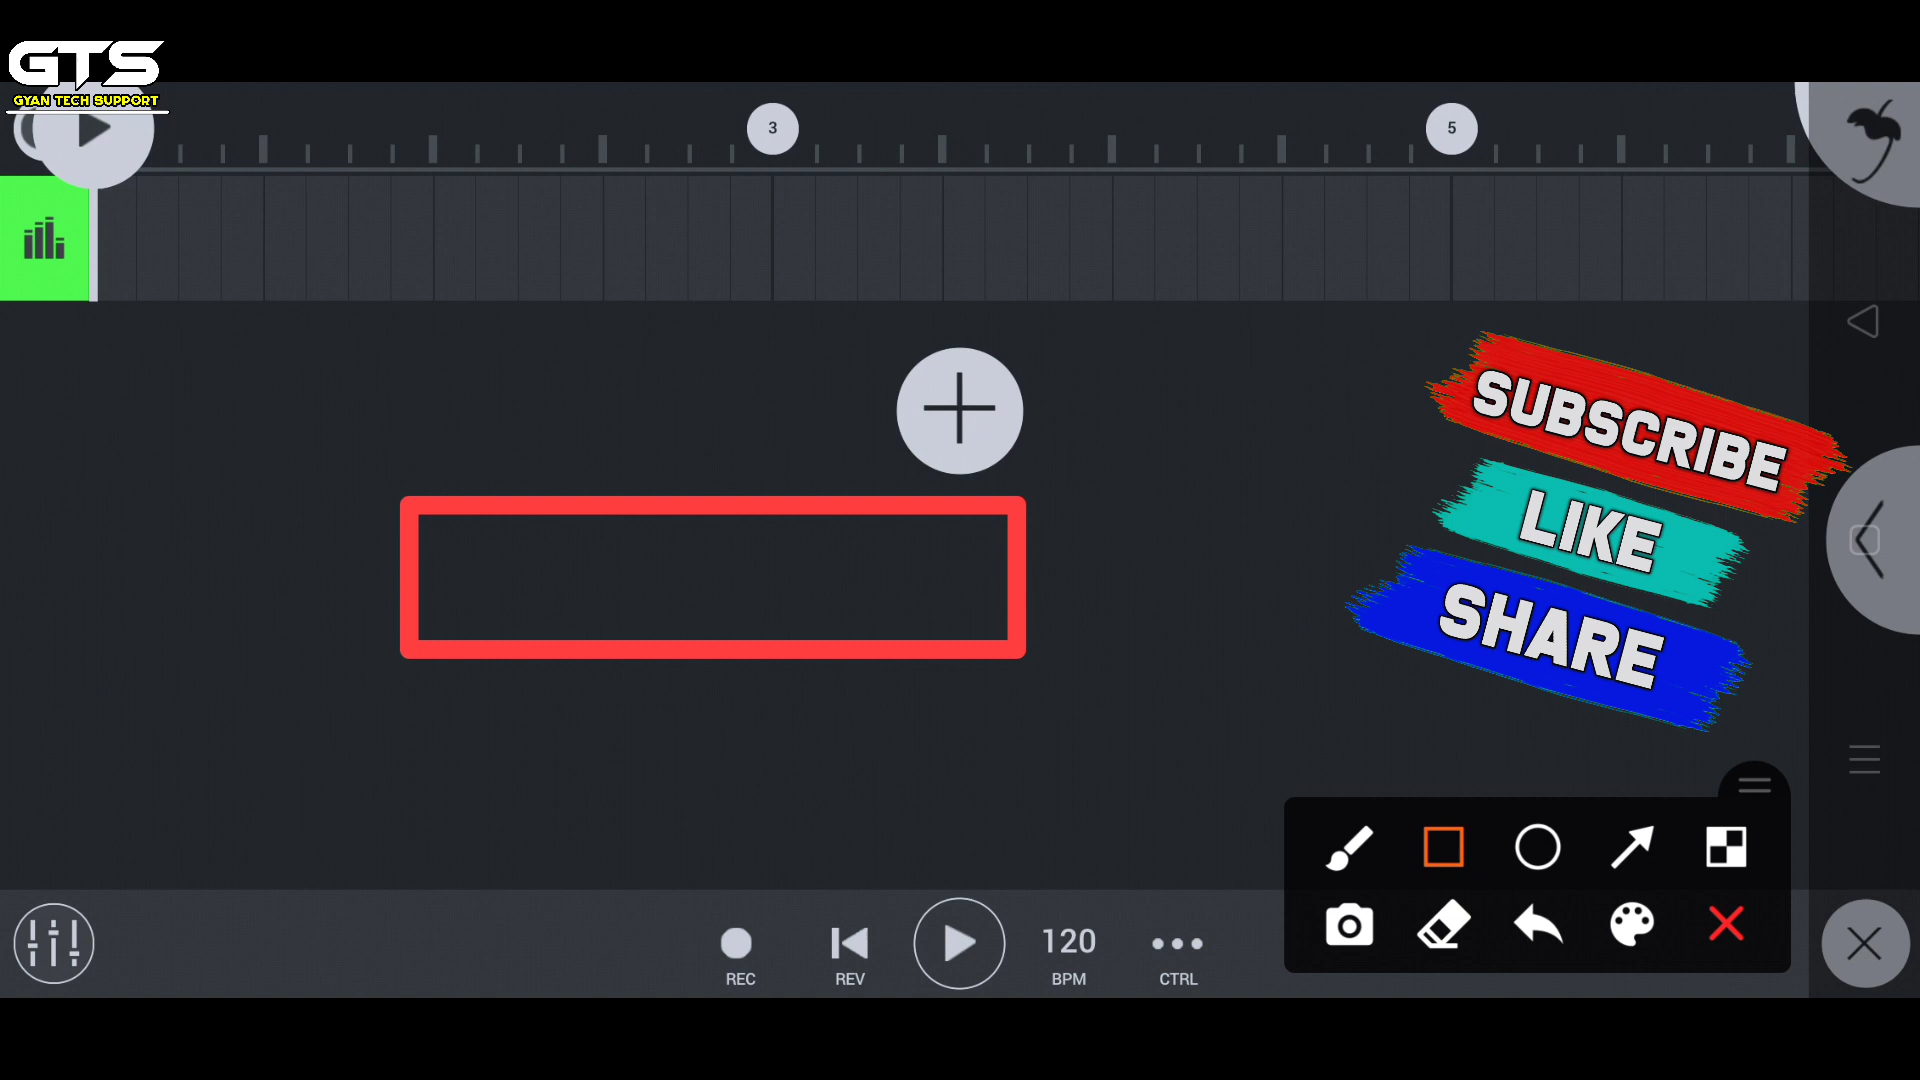 GTS
GYAN TECH SUPPORT
3
5
SUBSCRIBE
LIKE
SHARE
120
REC
REV
BPM
CTRL